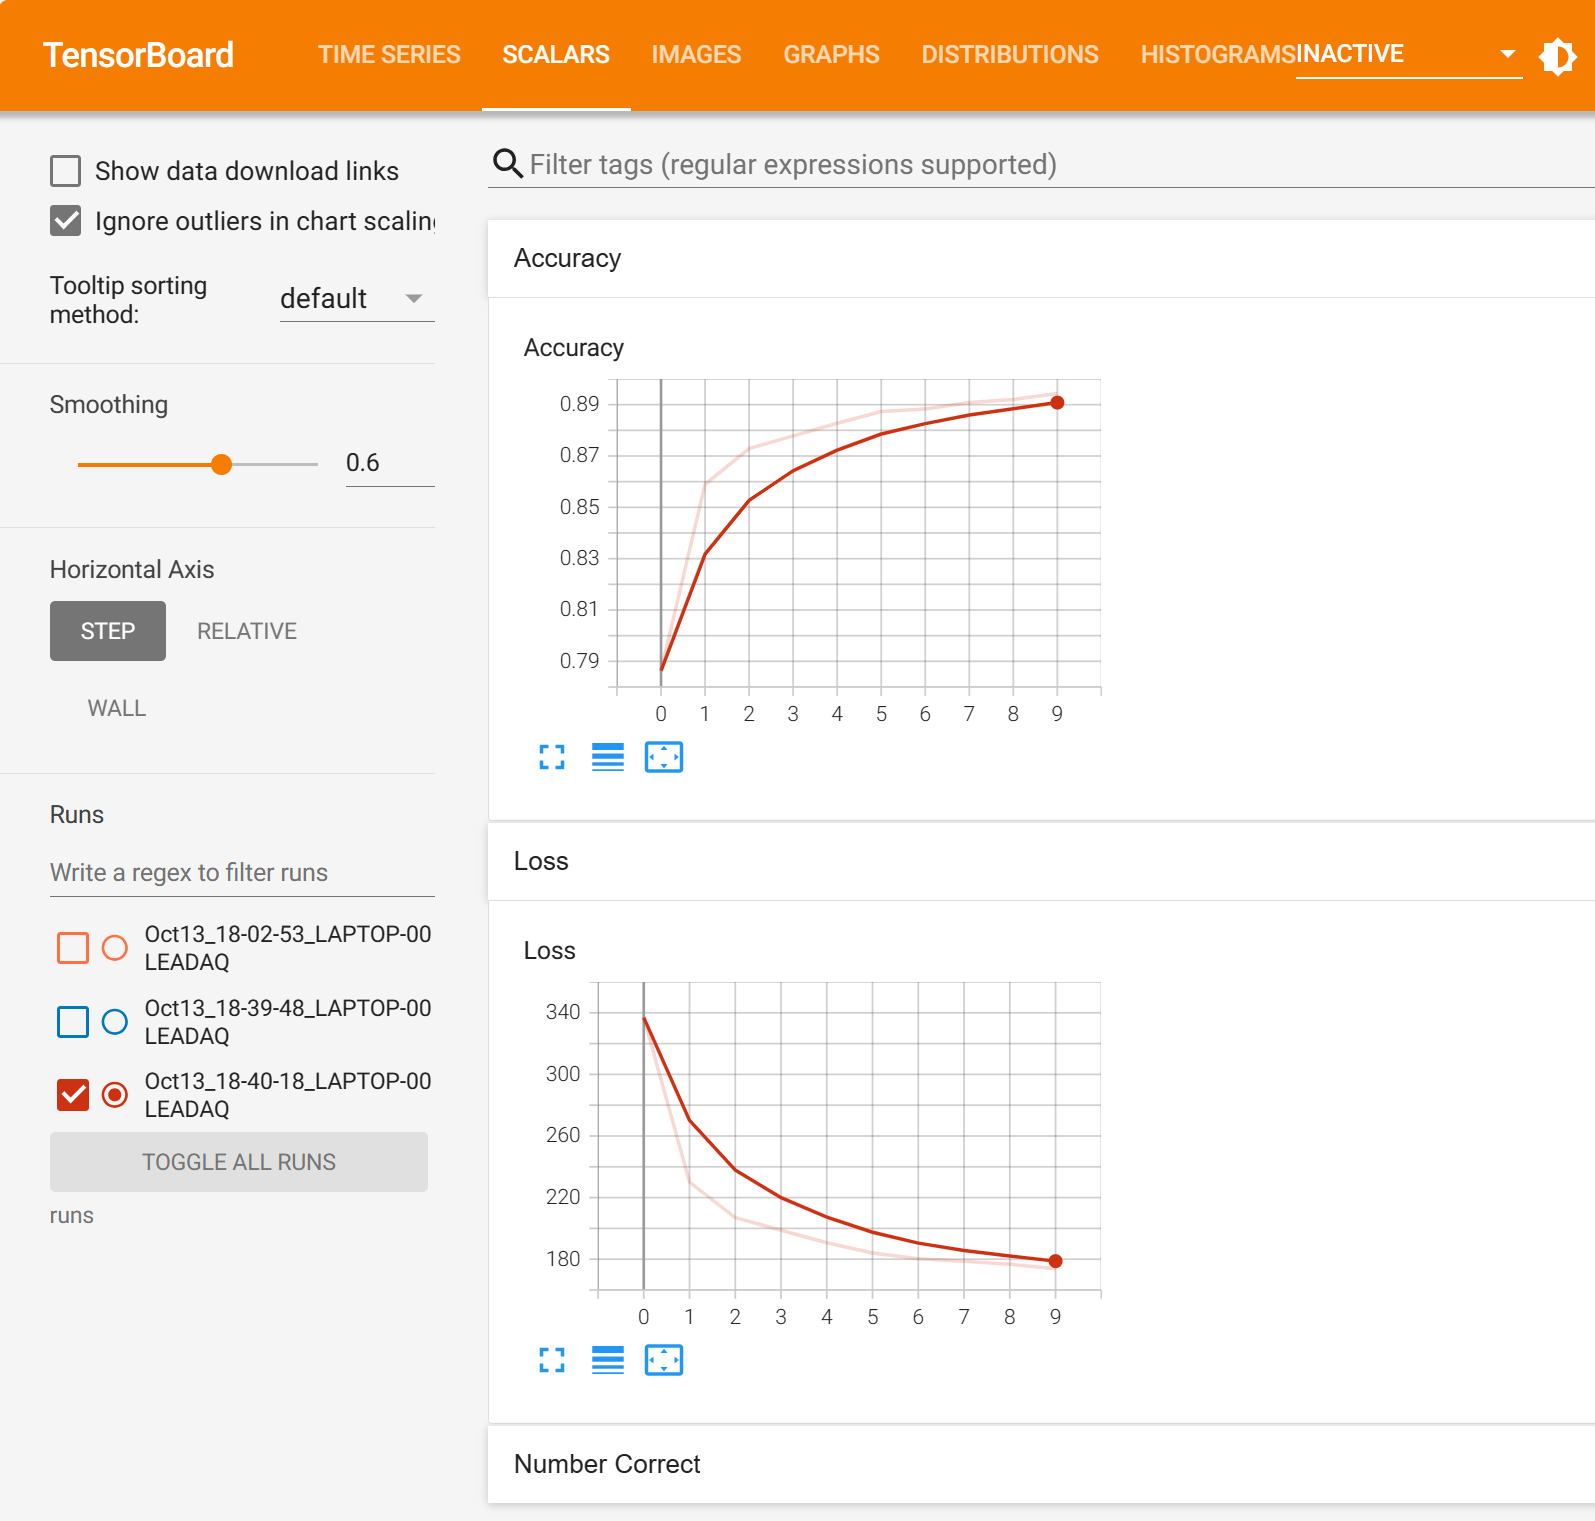 TensorBoard
TIME SERIES
SCALARS
IMAGES
GRAPHS
DISTRIBUTIONS
HISTOGRAMS
INACTIVE
Show data download links
Ignore outliers in chart scaling
Tooltip sorting
method:
default
Smoothing
0.6
Horizontal Axis
STEP
RELATIVE
WALL
Runs
Write a regex to filter runs
Oct13_18-02-53_LAPTOP-00
LEADAQ
Oct13_18-39-48_LAPTOP-00
LEADAQ
Oct13_18-40-18_LAPTOP-00
LEADAQ
TOGGLE ALL RUNS
runs
Filter tags (regular expressions supported)
Accuracy
Accuracy
0.89
0.87
0.85
0.83
0.81
0.79
0 1 2 3 4 5 6 7 8 9
Loss
Loss
340
300
260
220
180
0 1 2 3 4 5 6 7 8 9
Number Correct